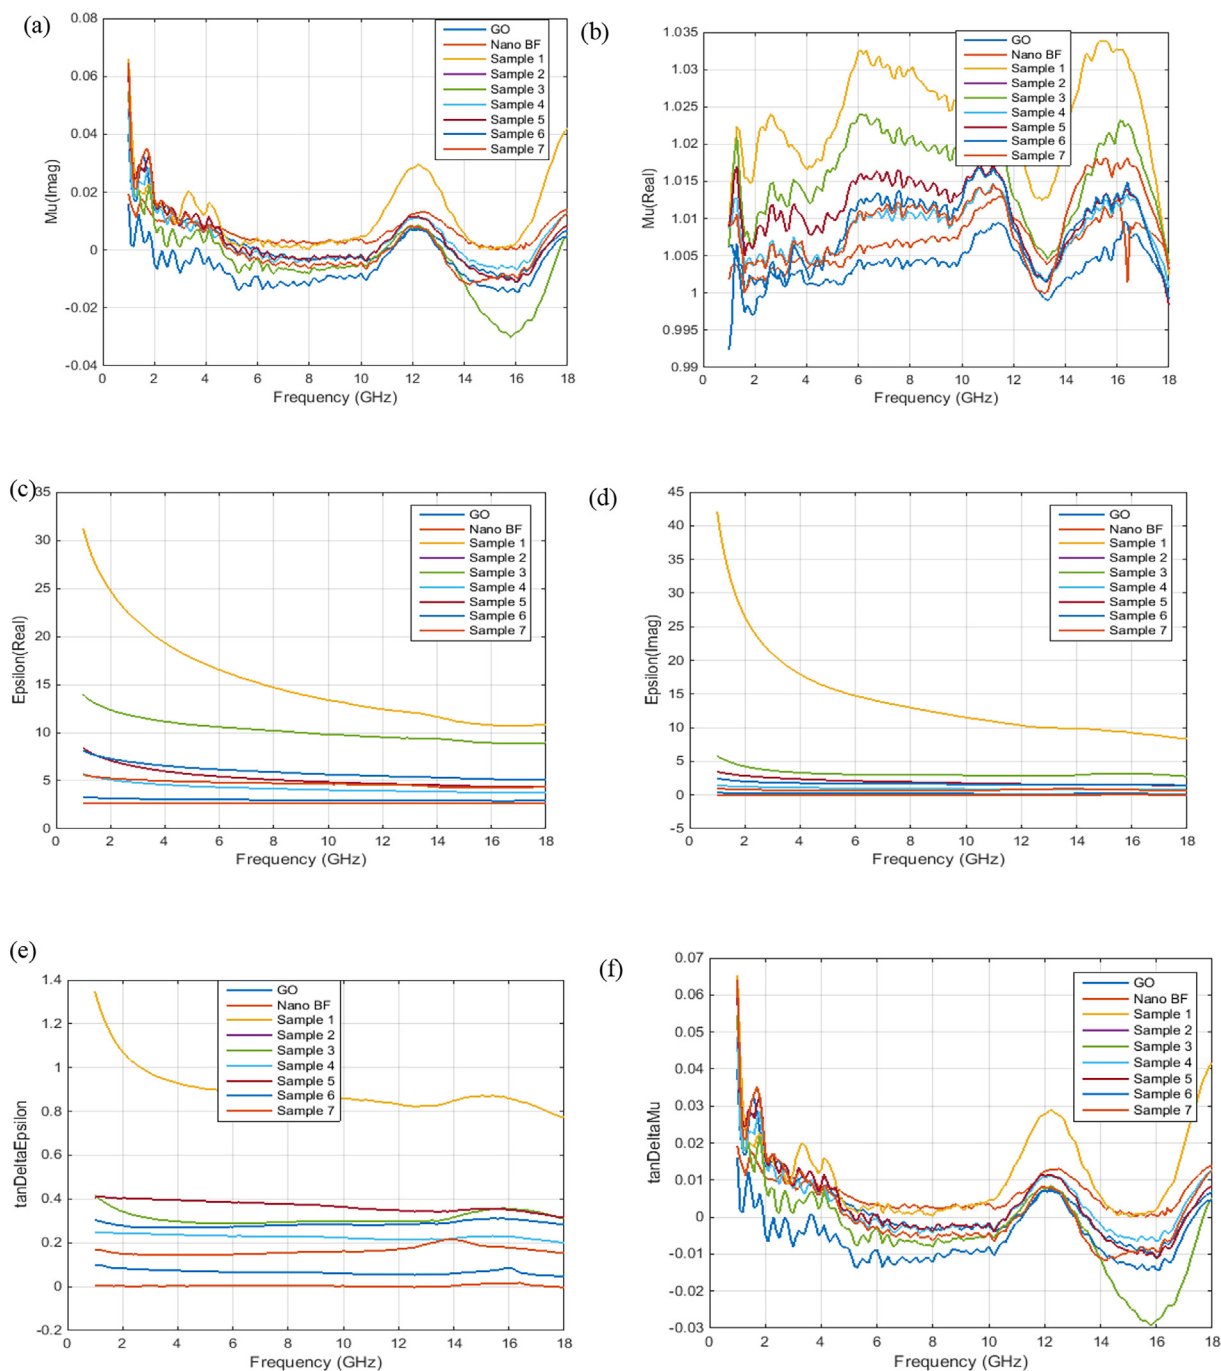 (a)
0.08
0.06
0.04
0.02
0
-0.02
-0.04
Mu(Imag)
0 2 4 6 8 10 12 14 16 18
Frequency (GHz)
GO
Nano BF
Sample 1
Sample 2
Sample 3
Sample 4
Sample 5
Sample 6
Sample 7
(b)
1.035
1.03
1.025
1.02
1.015
1.01
1.005
1
0.995
0.99
Mu(Real)
0 2 4 6 8 10 12 14 16 18
Frequency (GHz)
GO
Nano BF
Sample 1
Sample 2
Sample 3
Sample 4
Sample 5
Sample 6
Sample 7
(c)
35
30
25
20
15
10
5
0
Epsilon(Real)
0 2 4 6 8 10 12 14 16 18
Frequency (GHz)
GO
Nano BF
Sample 1
Sample 2
Sample 3
Sample 4
Sample 5
Sample 6
Sample 7
(d)
45
40
35
30
25
20
15
10
5
0
-5
Epsilon(Imag)
0 2 4 6 8 10 12 14 16 18
Frequency (GHz)
GO
Nano BF
Sample 1
Sample 2
Sample 3
Sample 4
Sample 5
Sample 6
Sample 7
(e)
1.4
1.2
1
0.8
0.6
0.4
0.2
0
-0.2
tanDeltaEpsilon
0 2 4 6 8 10 12 14 16 18
Frequency (GHz)
GO
Nano BF
Sample 1
Sample 2
Sample 3
Sample 4
Sample 5
Sample 6
Sample 7
(f)
0.07
0.06
0.05
0.04
0.03
0.02
0.01
0
-0.01
-0.02
-0.03
tanDeltaMu
0 2 4 6 8 10 12 14 16 18
Frequency (GHz)
GO
Nano BF
Sample 1
Sample 2
Sample 3
Sample 4
Sample 5
Sample 6
Sample 7